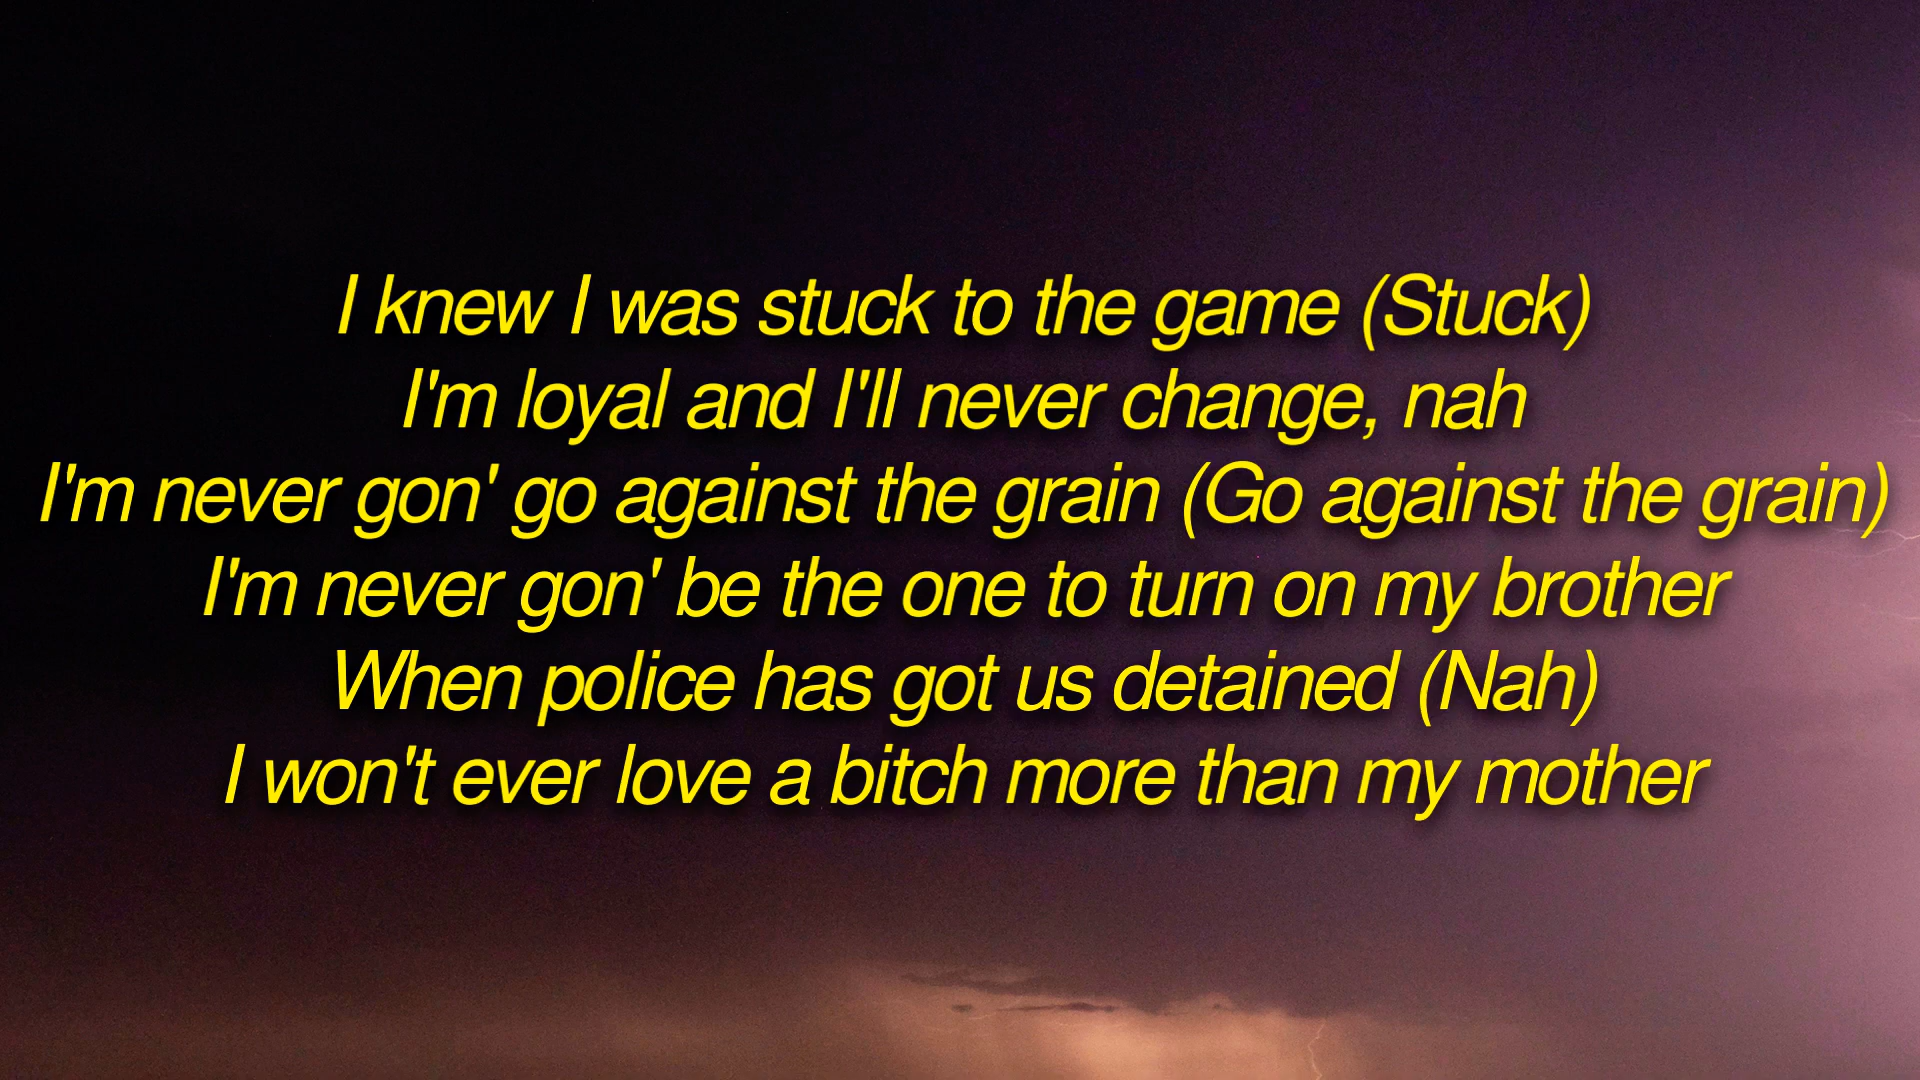 I knew I was stuck to the game (Stuck)
I'm loyal and I'll never change, nah
I'm never gon' go against the grain (Go against the grain)
I'm never gon' be the one to turn on my brother
When police has got us detained (Nah)
I won't ever love a bitch more than my mother